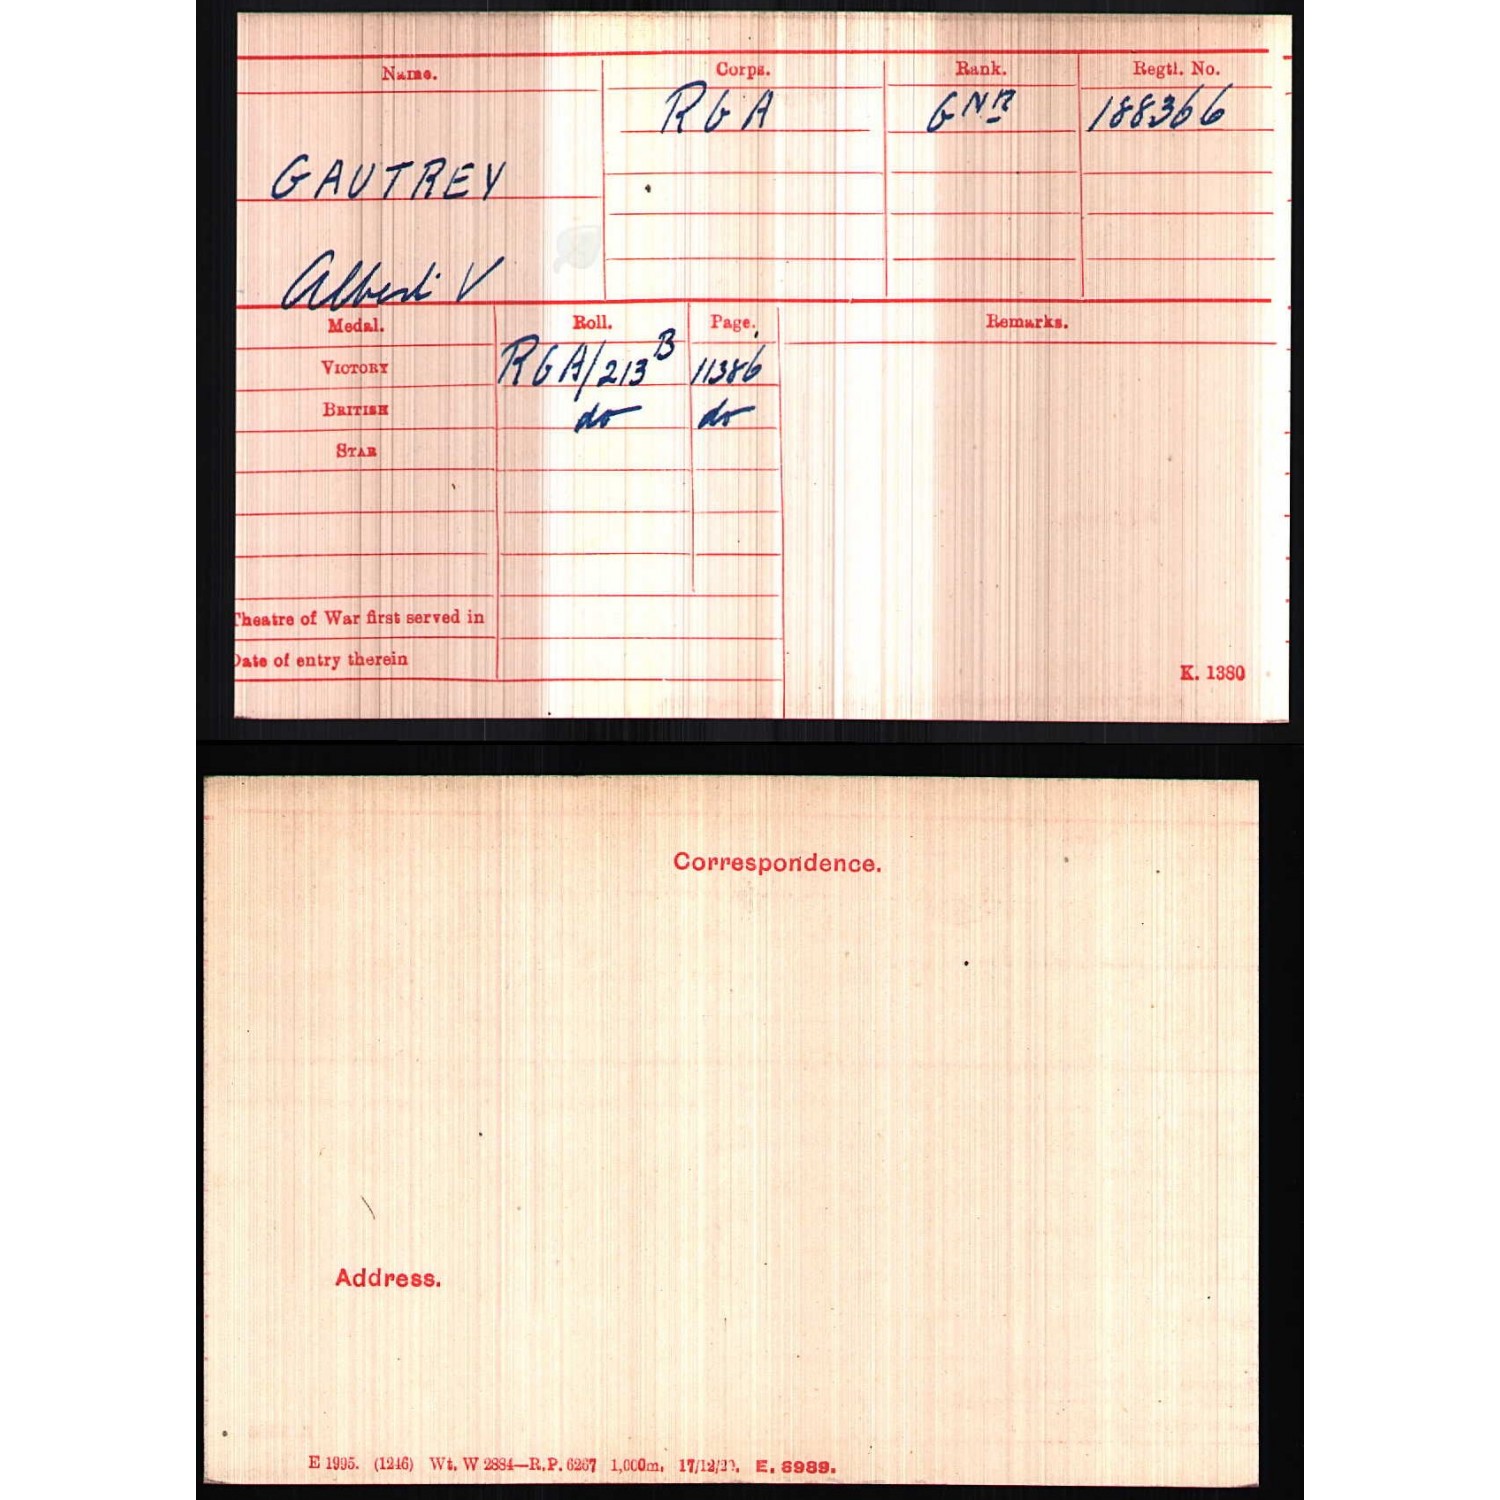 Name. Corps. Rank. Regtl. No.
RGA GNR 188366
GAUTREY
Albert V
Medal. Roll. Page. Remarks.
VICTORY RGA/213B 11386
BRITISH do do
STAR
Theatre of War first served in
Date of entry therein
K. 1380
Correspondence.
Address.
E 1995. (1246) Wt. W 2884—R.P. 6267 1,000m. E. 6989.